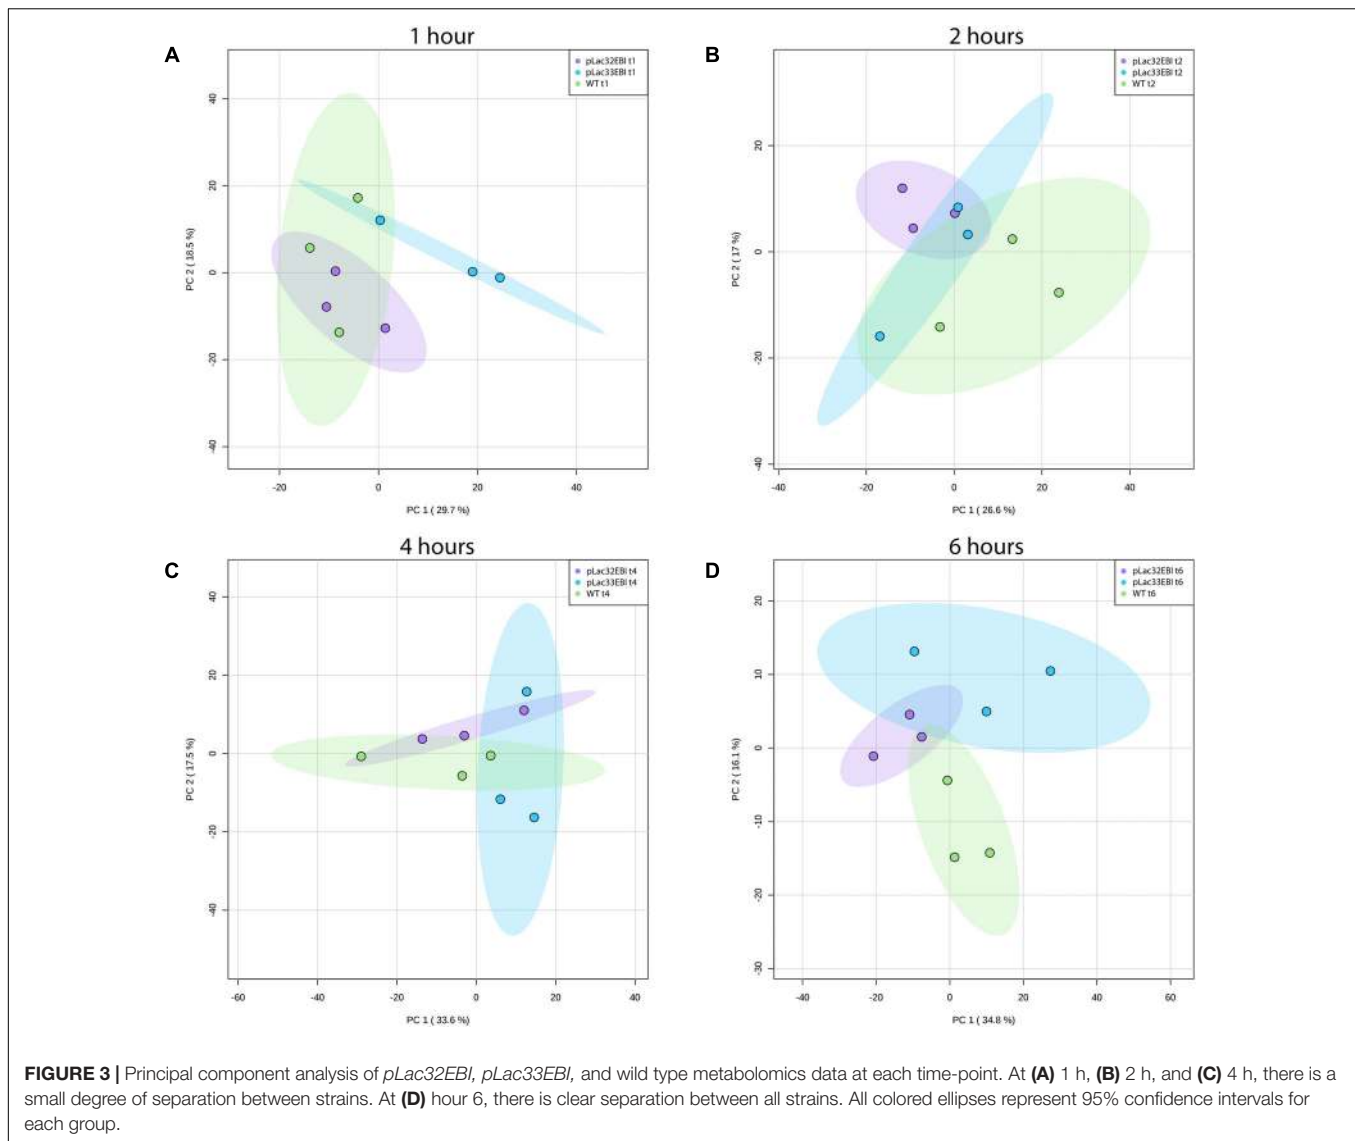 1 hour
A
pLac32EBI t1
pLac33EBI t1
WT t1
40
20
0
-20
-40
PC 2 ( 18.5 %)
-20
0
20
40
PC 1 ( 29.7 %)
2 hours
B
pLac32EBI t2
pLac33EBI t2
WT t2
20
0
-20
-40
PC 2 ( 17 %)
-40
-20
0
20
40
PC 1 ( 26.6 %)
4 hours
C
pLac32EBI t4
pLac33EBI t4
WT t4
40
20
0
-20
-40
PC 2 ( 17.5 %)
-60
-40
-20
0
20
40
PC 1 ( 33.6 %)
6 hours
D
pLac32EBI t6
pLac33EBI t6
WT t6
20
10
0
-10
-20
-30
PC 2 ( 16.1 %)
-40
-20
0
20
40
60
PC 1 ( 34.8 %)
FIGURE 3 | Principal component analysis of pLac32EBI, pLac33EBI, and wild type metabolomics data at each time-point. At (A) 1 h, (B) 2 h, and (C) 4 h, there is a
small degree of separation between strains. At (D) hour 6, there is clear separation between all strains. All colored ellipses represent 95% confidence intervals for
each group.